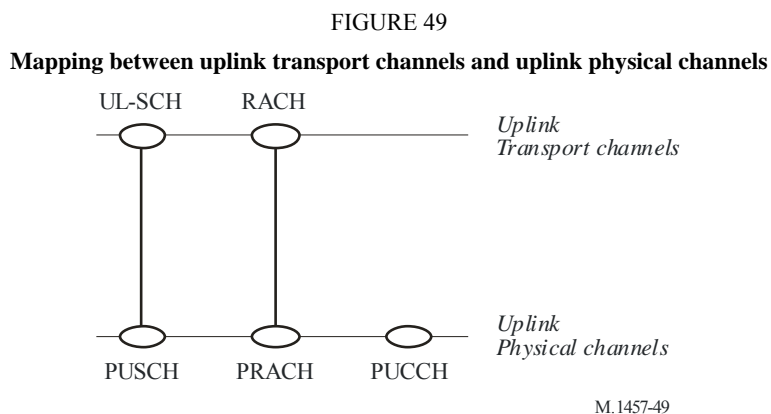 FIGURE 49
Mapping between uplink transport channels and uplink physical channels
UL-SCH RACH
Uplink
Transport channels
Uplink
Physical channels
PUSCH PRACH PUCCH
M.1457-49